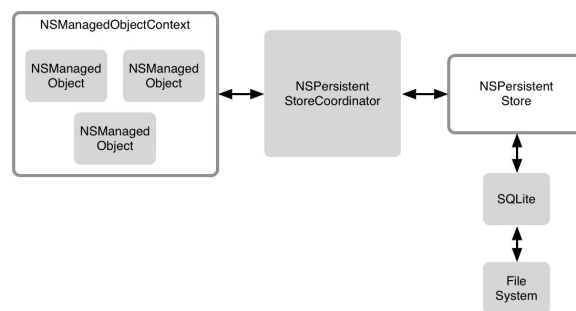 NSManagedObjectContext
NSManaged
Object
NSManaged
Object
NSManaged
Object
NSPersistent
StoreCoordinator
NSPersistent
Store
SQLite
File
System